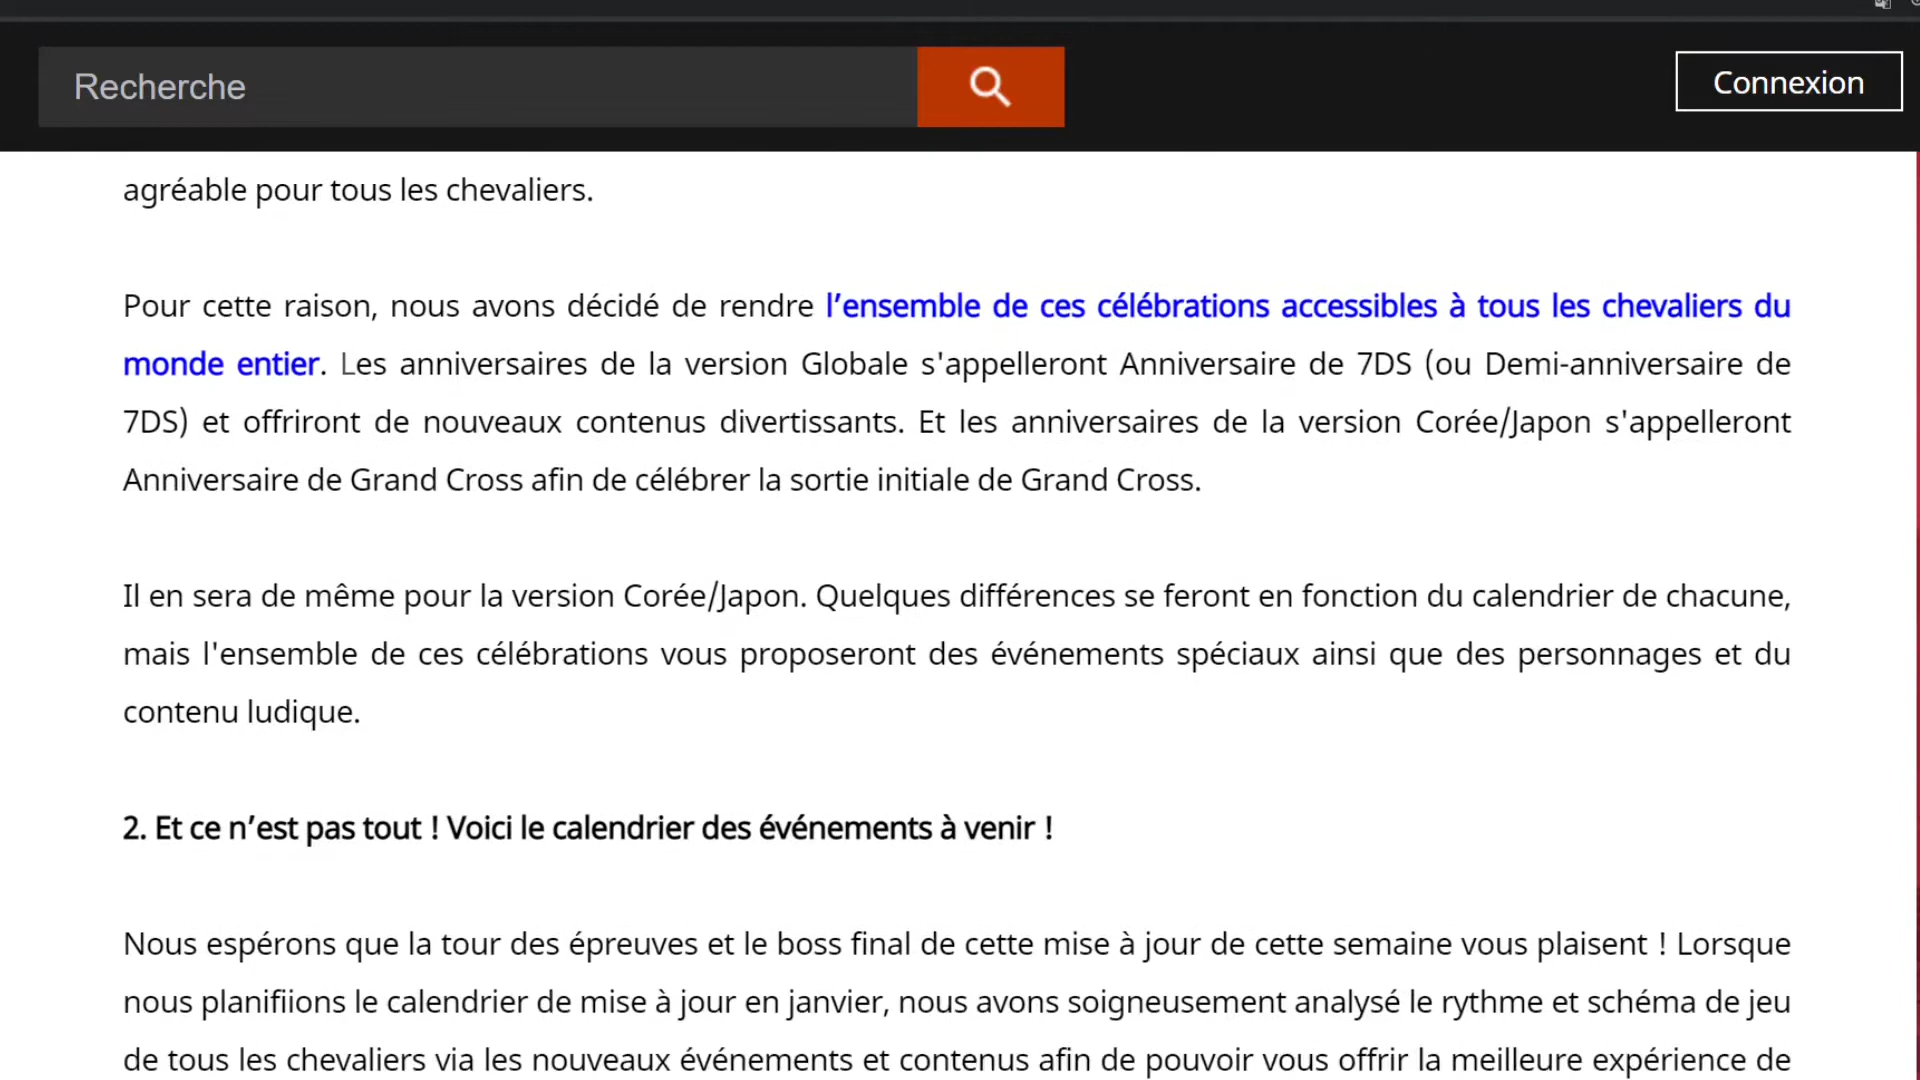 Recherche
Connexion
agréable pour tous les chevaliers.
Pour cette raison, nous avons décidé de rendre l’ensemble de ces célébrations accessibles à tous les chevaliers du
monde entier. Les anniversaires de la version Globale s'appelleront Anniversaire de 7DS (ou Demi-anniversaire de
7DS) et offriront de nouveaux contenus divertissants. Et les anniversaires de la version Corée/Japon s'appelleront
Anniversaire de Grand Cross afin de célébrer la sortie initiale de Grand Cross.
Il en sera de même pour la version Corée/Japon. Quelques différences se feront en fonction du calendrier de chacune,
mais l'ensemble de ces célébrations vous proposeront des événements spéciaux ainsi que des personnages et du
contenu ludique.
2. Et ce n’est pas tout ! Voici le calendrier des événements à venir !
Nous espérons que la tour des épreuves et le boss final de cette mise à jour de cette semaine vous plaisent ! Lorsque
nous planifiions le calendrier de mise à jour en janvier, nous avons soigneusement analysé le rythme et schéma de jeu
de tous les chevaliers via les nouveaux événements et contenus afin de pouvoir vous offrir la meilleure expérience de